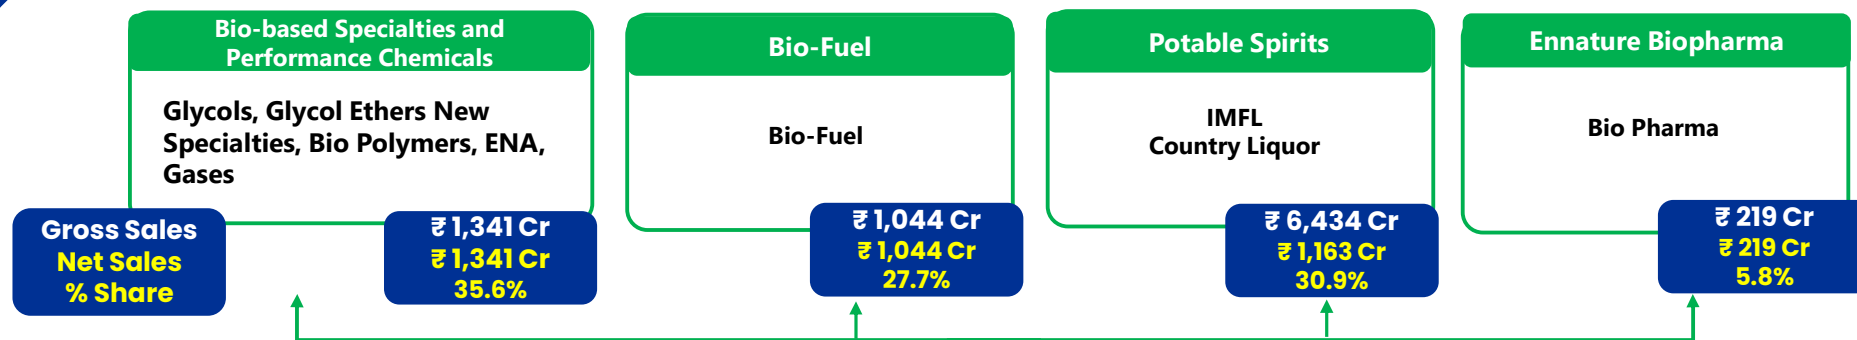 Bio-based Specialties and
Performance Chemicals
Glycols, Glycol Ethers New
Specialties, Bio Polymers, ENA,
Gases
Bio-Fuel
Bio-Fuel
Potable Spirits
IMFL
Country Liquor
Ennature Biopharma
Bio Pharma
Gross Sales
Net Sales
% Share
₹ 1,341 Cr
₹ 1,341 Cr
35.6%
₹ 1,044 Cr
₹ 1,044 Cr
27.7%
₹ 6,434 Cr
₹ 1,163 Cr
30.9%
₹ 219 Cr
₹ 219 Cr
5.8%